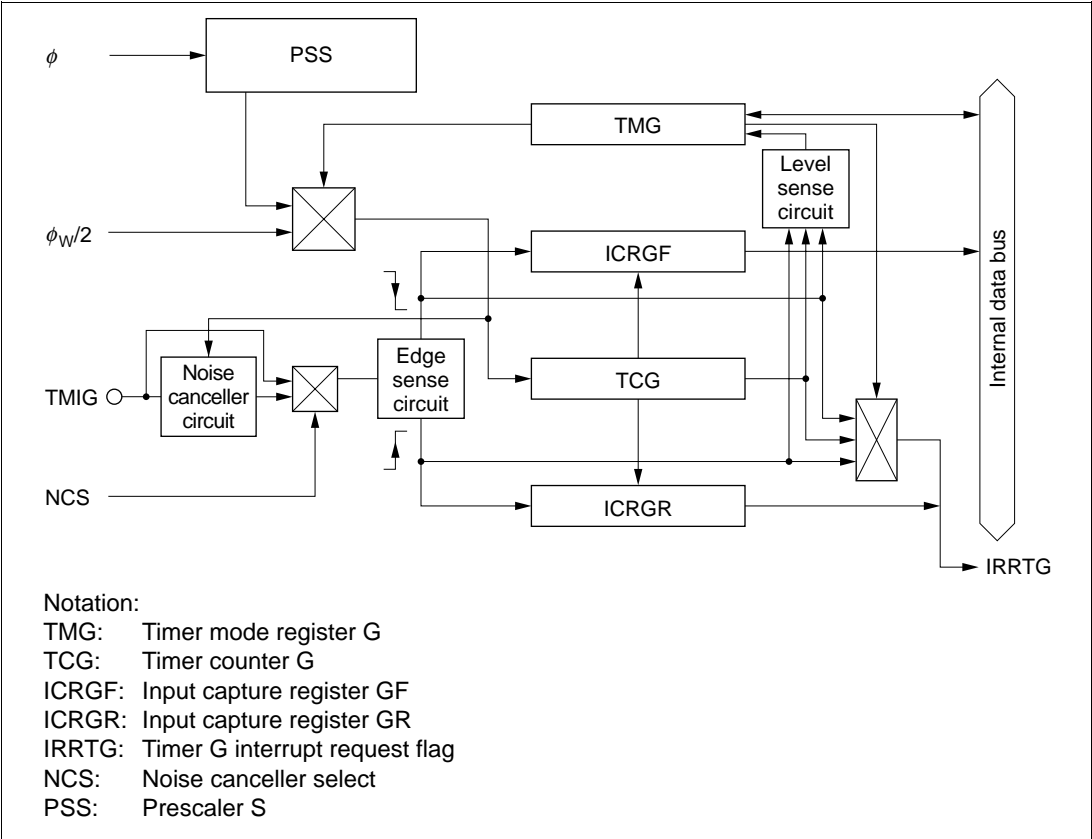 ϕ
PSS
TMG
Level
sense
circuit
ϕW/2
ICRGF
Internal data bus
Edge
sense
circuit
TMIG
Noise
canceller
circuit
TCG
NCS
ICRGR
IRRTG
Notation:
TMG: Timer mode register G
TCG: Timer counter G
ICRGF: Input capture register GF
ICRGR: Input capture register GR
IRRTG: Timer G interrupt request flag
NCS: Noise canceller select
PSS: Prescaler S